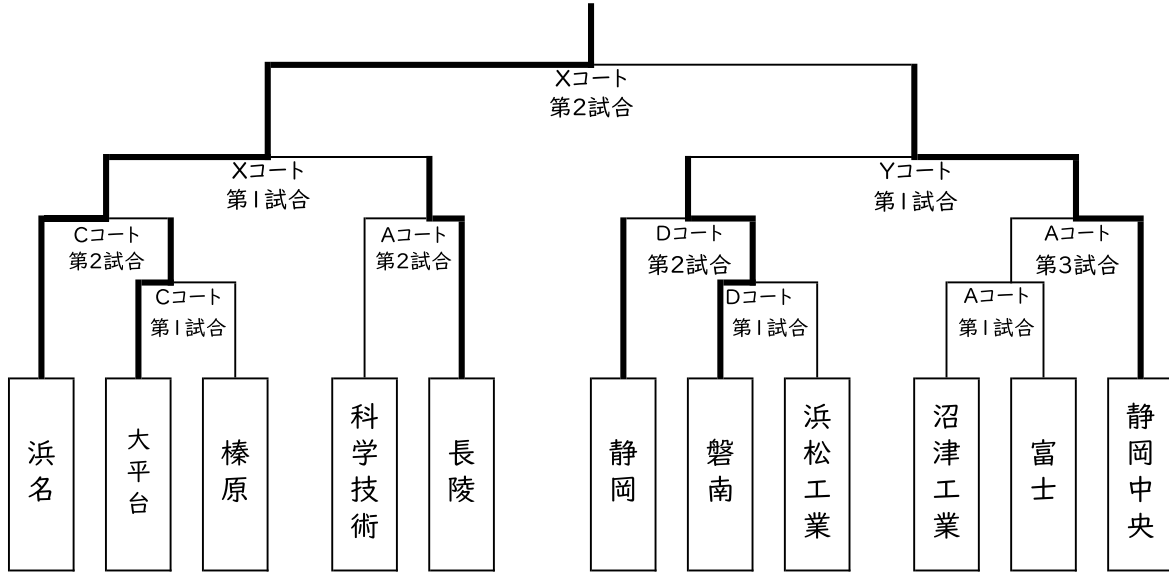 Xコート
第2試合
Xコート
第1試合
Yコート
第1試合
Cコート
第2試合
Aコート
第2試合
Dコート
第2試合
Aコート
第3試合
Cコート
第1試合
Dコート
第1試合
Aコート
第1試合
浜名
大平台
榛原
科学技術
長陵
静岡
磐南
浜松工業
沼津工業
富士
静岡中央